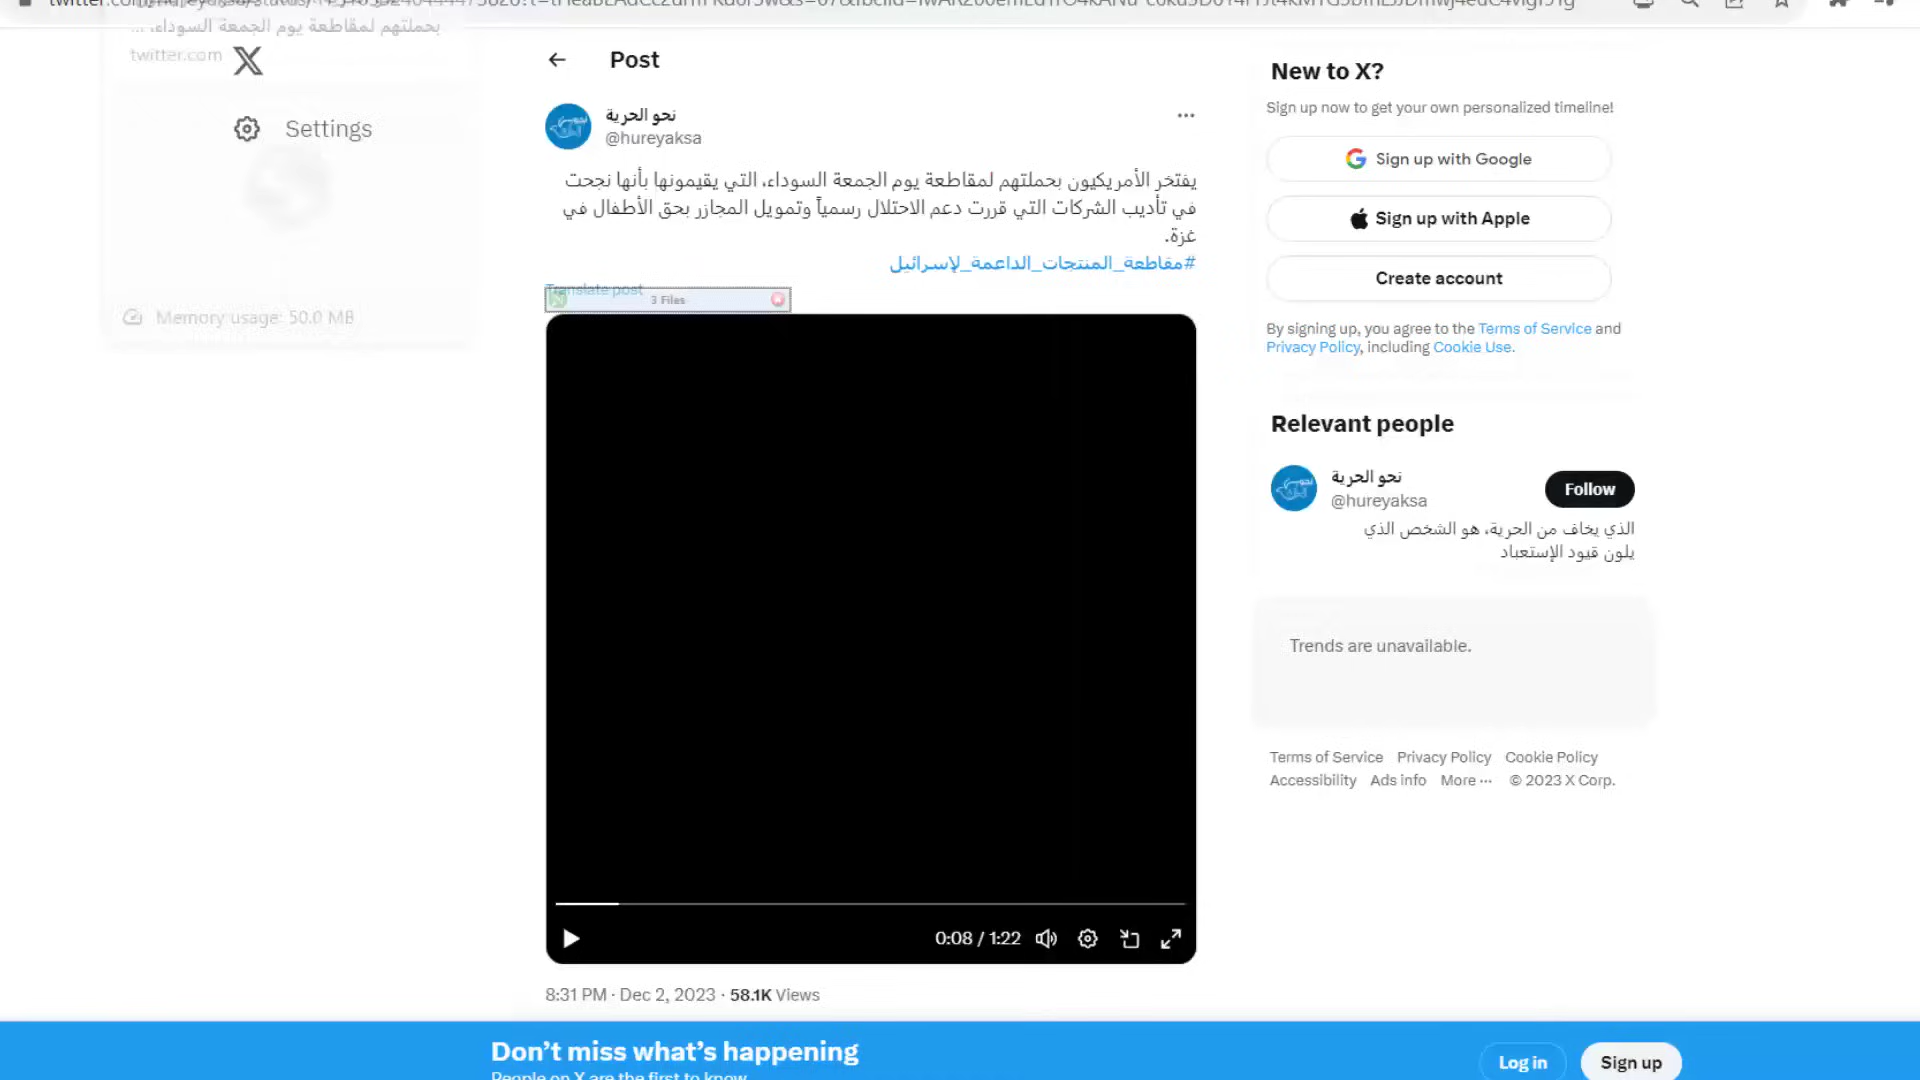 بحملتهم لمقاطعة يوم الجمعة السوداء، ...
twitter.com
Settings
Memory usage: 50.0 MB
Post
نحو الحرية
@hureyaksa
يفتخر الأمريكيون بحملتهم لمقاطعة يوم الجمعة السوداء، التي يقيمونها بأنها نجحت
في تأديب الشركات التي قررت دعم الاحتلال رسمياً وتمويل المجازر بحق الأطفال في
غزة.
#مقاطعة_المنتجات_الداعمة_لإسرائيل
Translate post
3 Files
0:08 / 1:22
8:31 PM · Dec 2, 2023 · 58.1K Views
New to X?
Sign up now to get your own personalized timeline!
Sign up with Google
Sign up with Apple
Create account
By signing up, you agree to the Terms of Service and
Privacy Policy, including Cookie Use.
Relevant people
نحو الحرية
@hureyaksa
Follow
الذي يخاف من الحرية، هو الشخص الذي
يلون قيود الإستعباد
Trends are unavailable.
Terms of Service Privacy Policy Cookie Policy
Accessibility Ads info More ··· © 2023 X Corp.
Don’t miss what’s happening
People on X are the first to know.
Log in
Sign up